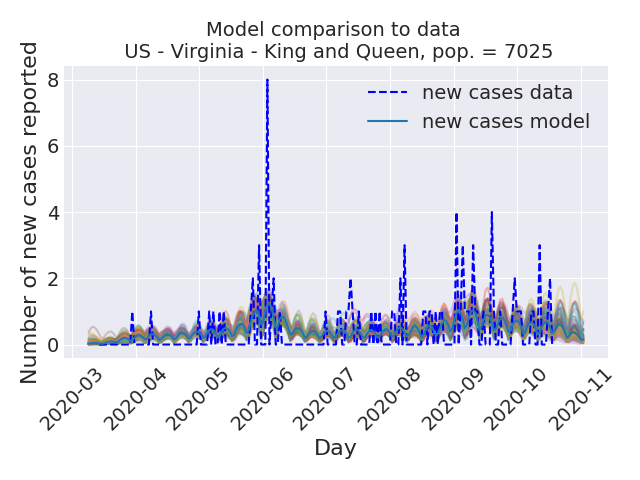 Model comparison to data
US - Virginia - King and Queen, pop. = 7025
new cases data
new cases model
Number of new cases reported
8
6
4
2
0
2020-03
2020-04
2020-05
2020-06
2020-07
2020-08
2020-09
2020-10
2020-11
Day